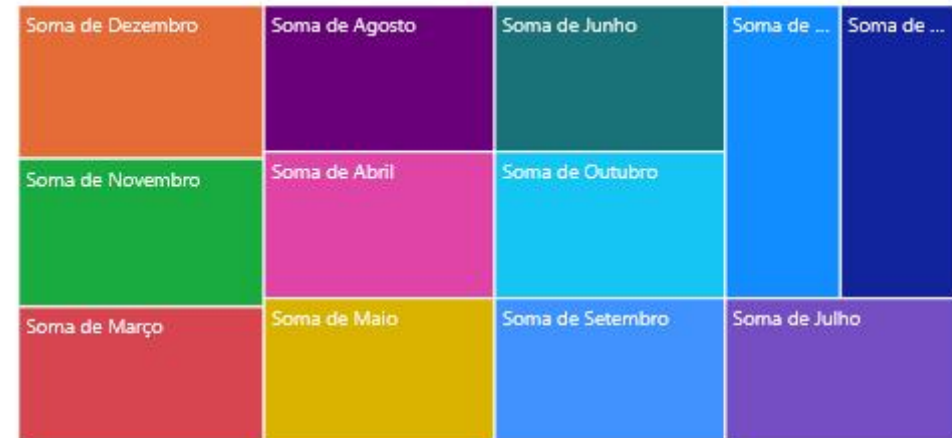 Soma de Dezembro
Soma de Agosto
Soma de Junho
Soma de ...
Soma de ...
Soma de Novembro
Soma de Abril
Soma de Outubro
Soma de Março
Soma de Maio
Soma de Setembro
Soma de Julho